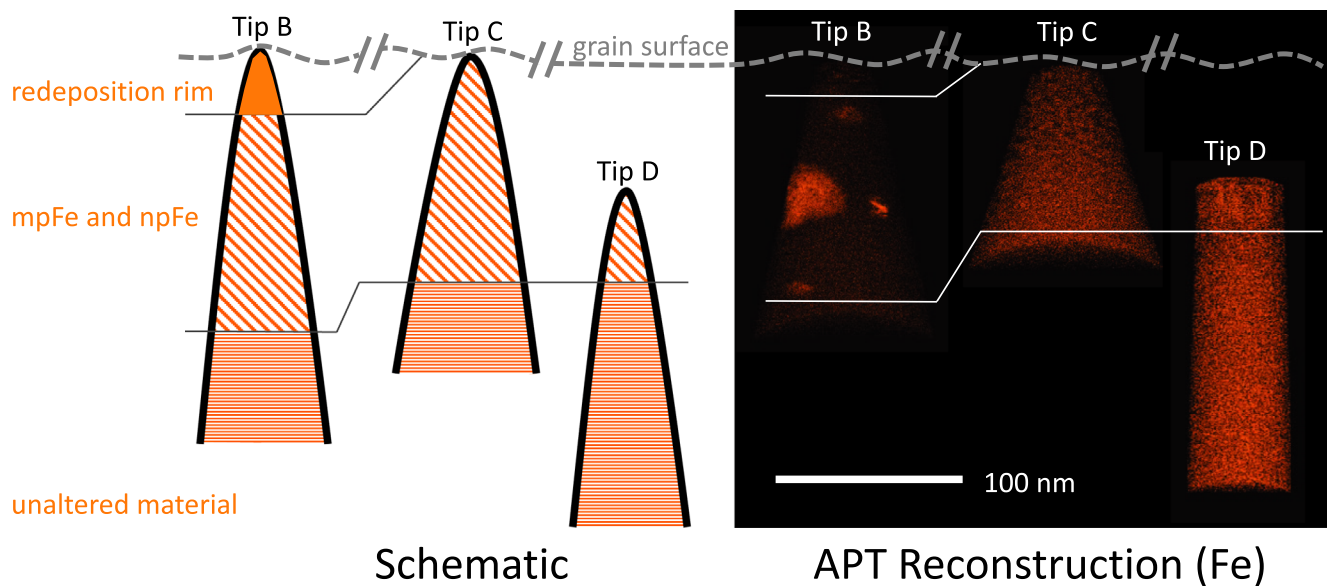 Tip B
Tip C
grain surface
Tip B
Tip C
redeposition rim
Tip D
Tip D
mpFe and npFe
100 nm
unaltered material
Schematic
APT Reconstruction (Fe)